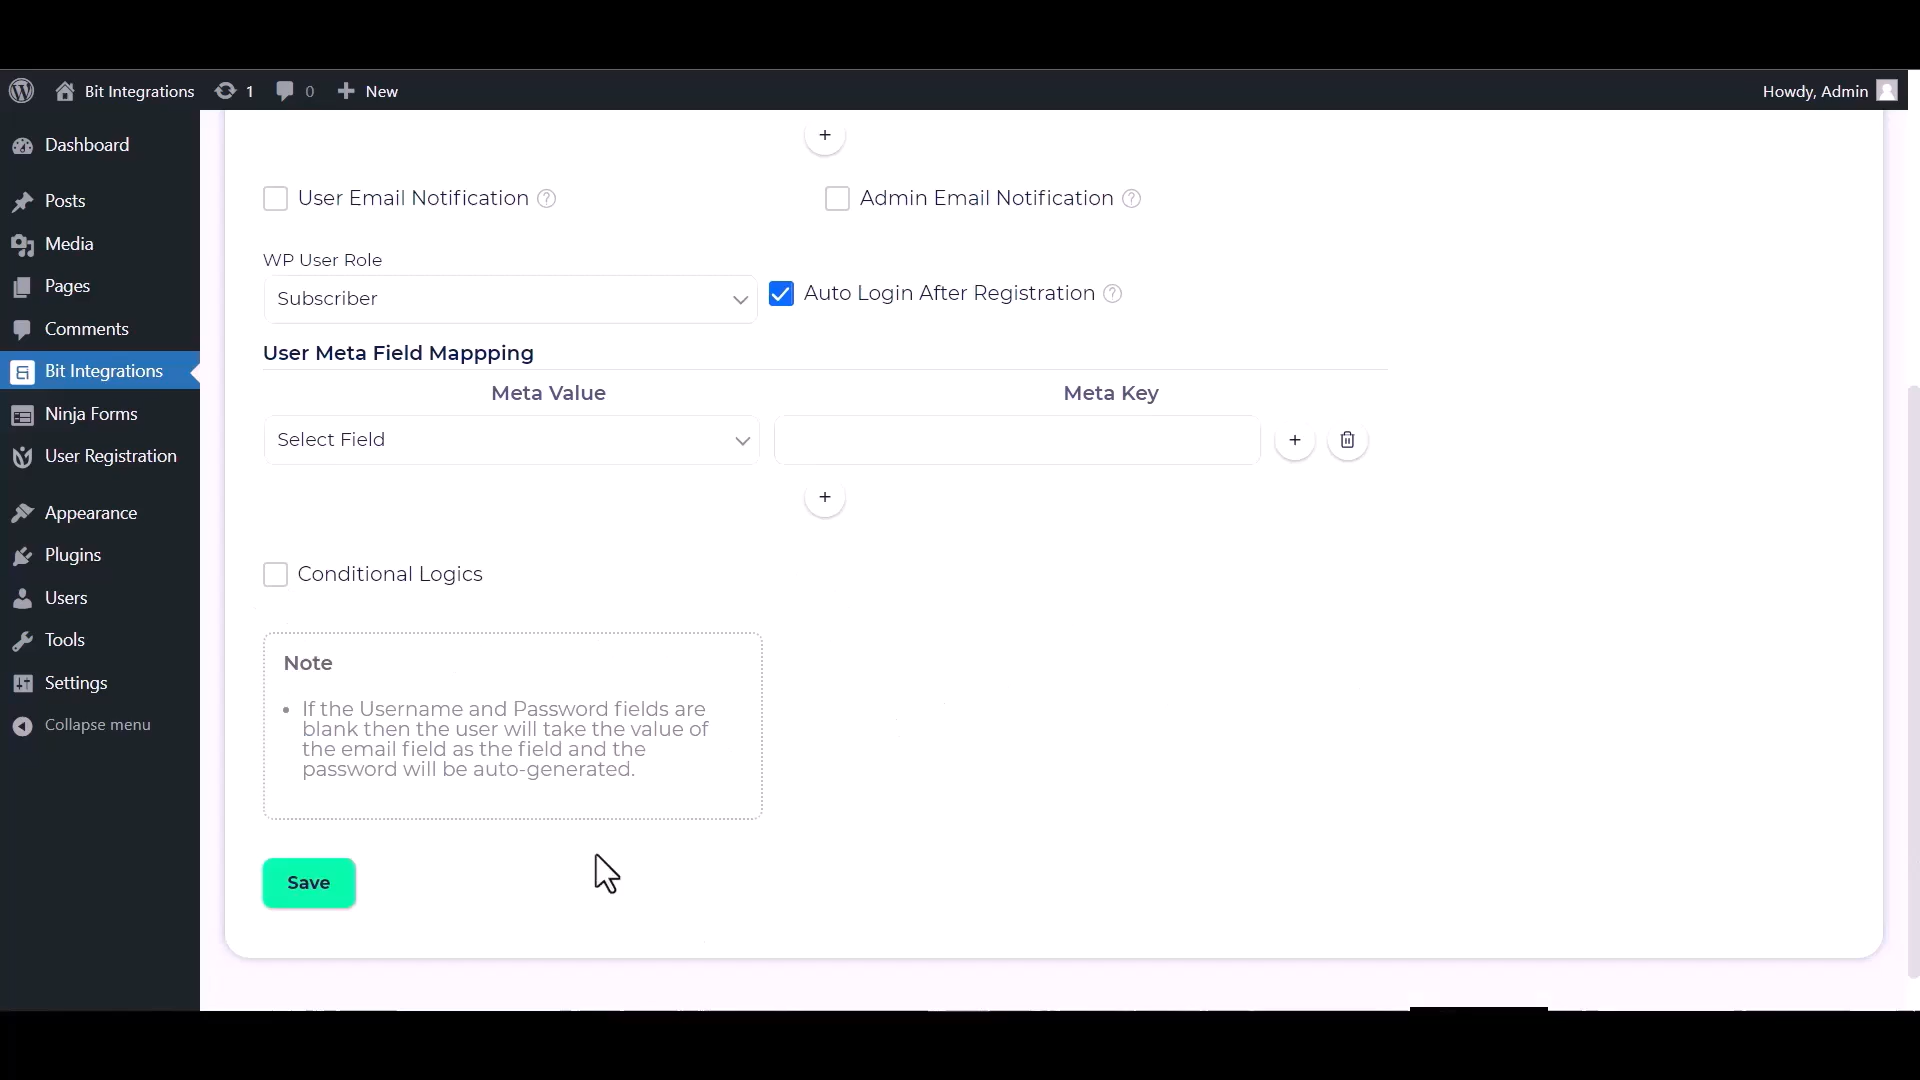 Bit Integrations 1 0 + New Howdy, Admin
Dashboard
Posts
Media
Pages
Comments
Bit Integrations
Ninja Forms
User Registration
Appearance
Plugins
Users
Tools
Settings
Collapse menu
+
User Email Notification ? Admin Email Notification ?
WP User Role
Subscriber Auto Login After Registration ?
User Meta Field Mappping
Meta Value Meta Key
Select Field +
+
Conditional Logics
Note
• If the Username and Password fields are
blank then the user will take the value of
the email field as the field and the
password will be auto-generated.
Save